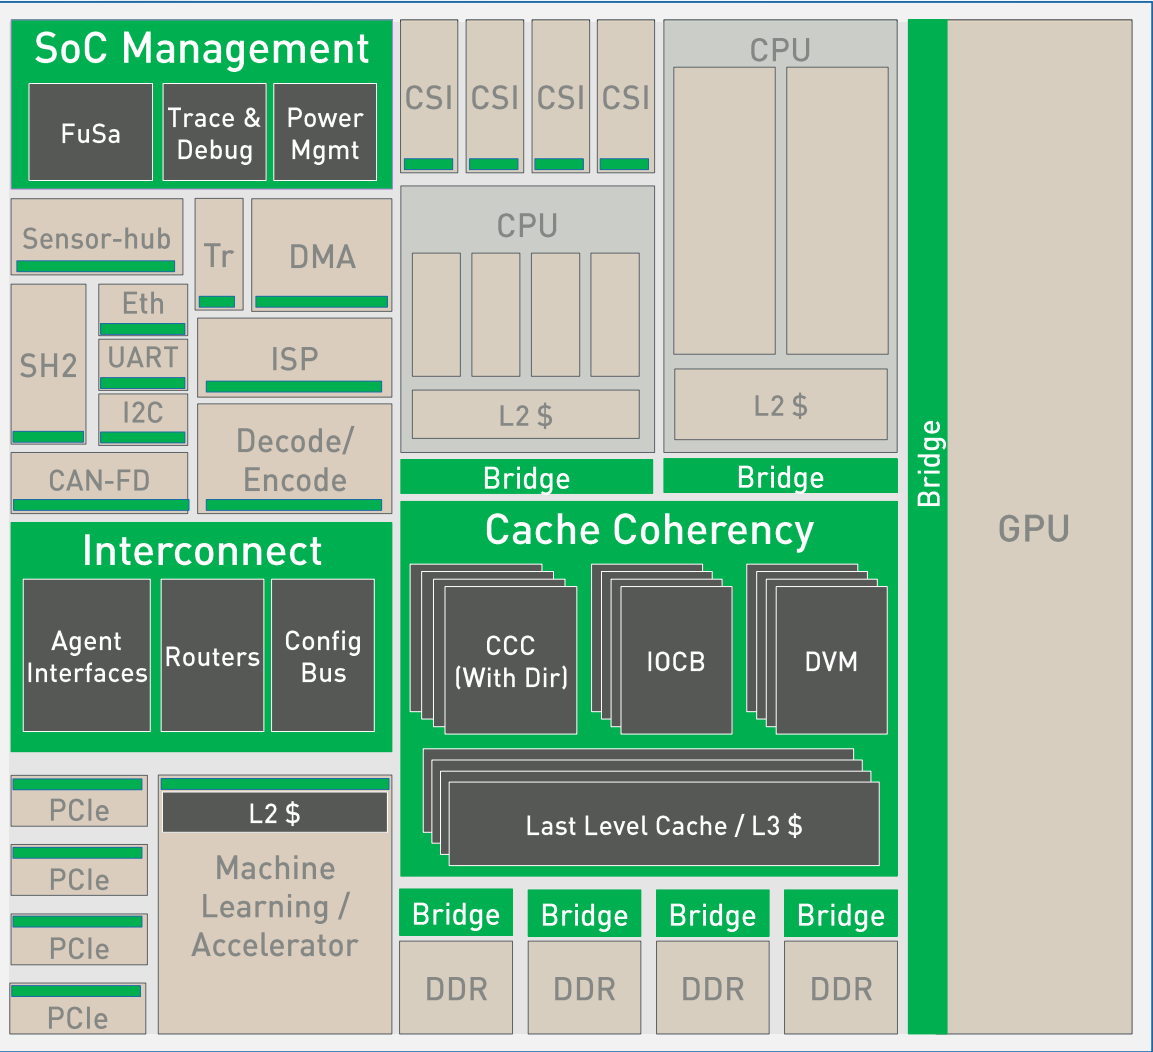 SoC Management
FuSa
Trace &
Debug
Power
Mgmt
CSI
CSI
CSI
CSI
CPU
Sensor-hub
Tr
DMA
CPU
Eth
SH2
UART
ISP
I2C
L2 $
L2 $
Decode/
Encode
CAN-FD
Bridge
Bridge
Bridge
GPU
Interconnect
Agent
Interfaces
Routers
Config
Bus
Cache Coherency
CCC
(With Dir)
IOCB
DVM
Last Level Cache / L3 $
PCIe
PCIe
PCIe
PCIe
L2 $
Machine
Learning /
Accelerator
Bridge
Bridge
Bridge
Bridge
DDR
DDR
DDR
DDR